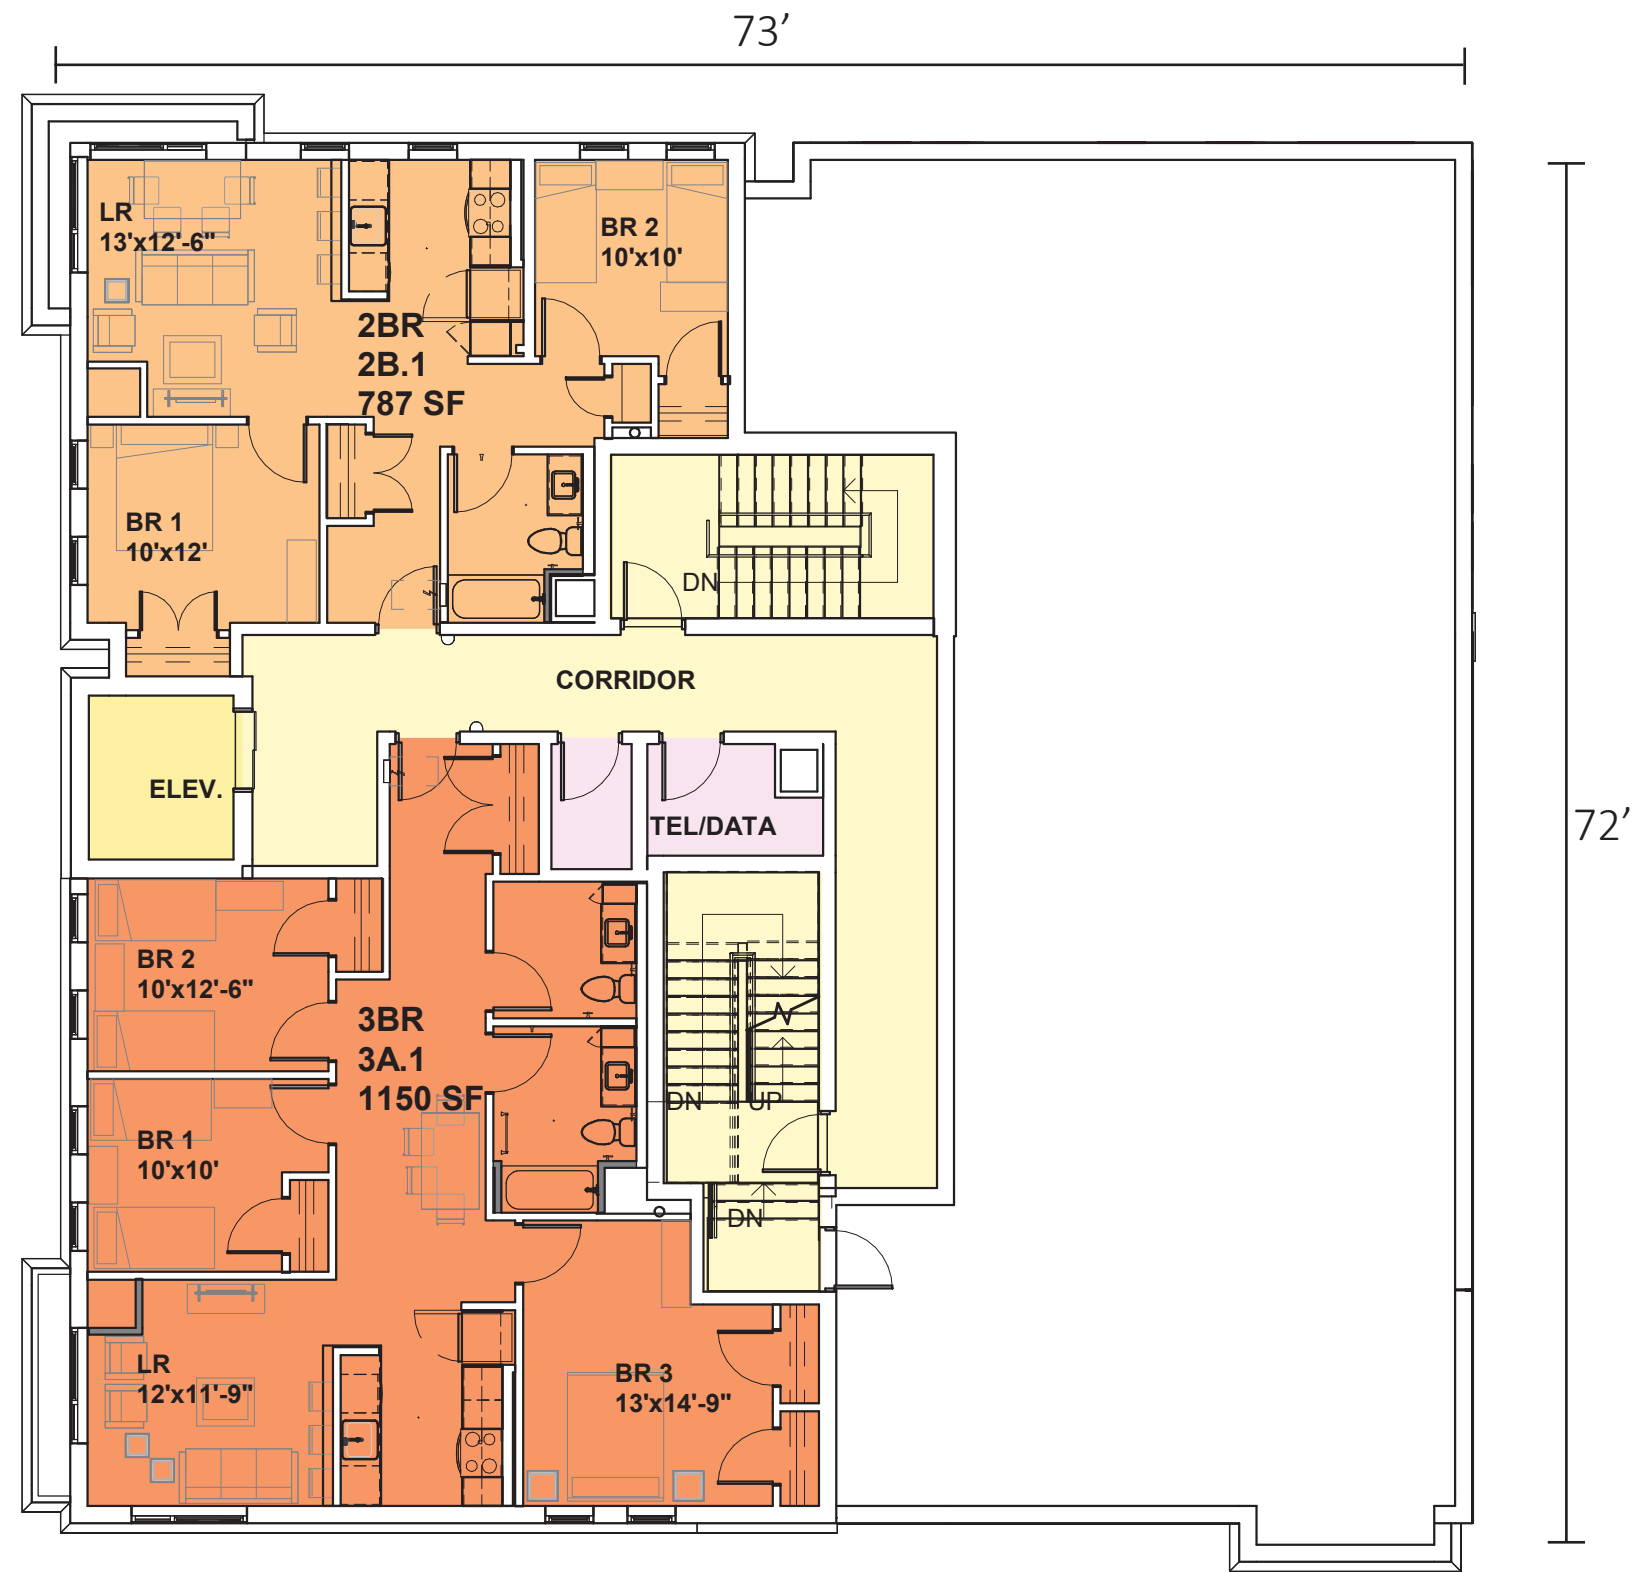 73’
LR
13'x12'-6"
BR 2
10'x10'
2BR
2B.1
787 SF
BR 1
10'x12'
DN
CORRIDOR
ELEV.
TEL/DATA
72’
BR 2
10'x12'-6"
3BR
3A.1
1150 SF
DN
UP
BR 1
10'x10'
DN
LR
12'x11'-9"
BR 3
13'x14'-9"